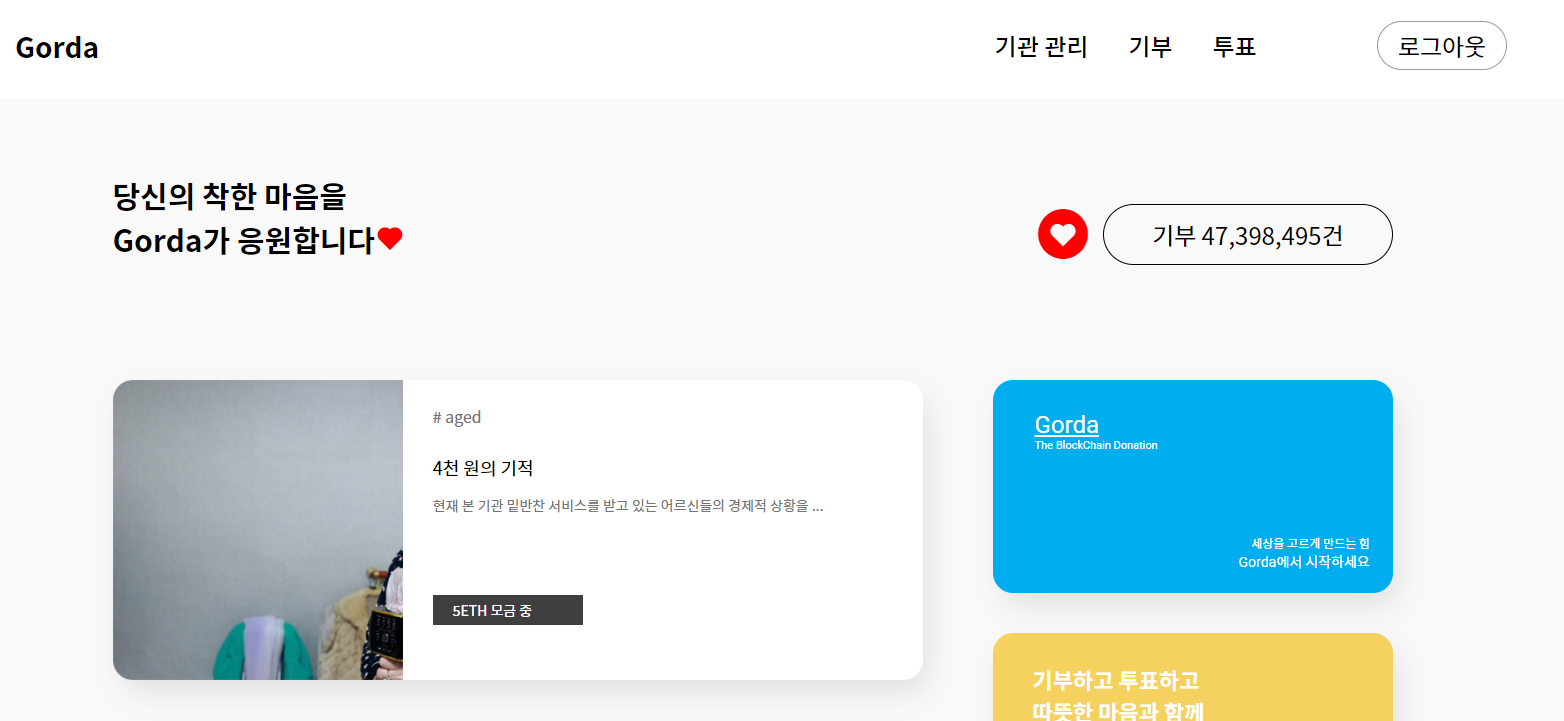 Gorda
기관 관리
기부
투표
로그아웃
당신의 착한 마음을
Gorda가 응원합니다
기부 47,398,495건
# aged
4천 원의 기적
현재 본 기관 밑반찬 서비스를 받고 있는 어르신들의 경제적 상황을 ...
5ETH 모금 중
Gorda
The BlockChain Donation
세상을 고르게 만드는 힘
Gorda에서 시작하세요
기부하고 투표하고
따뜻한 마음과 함께